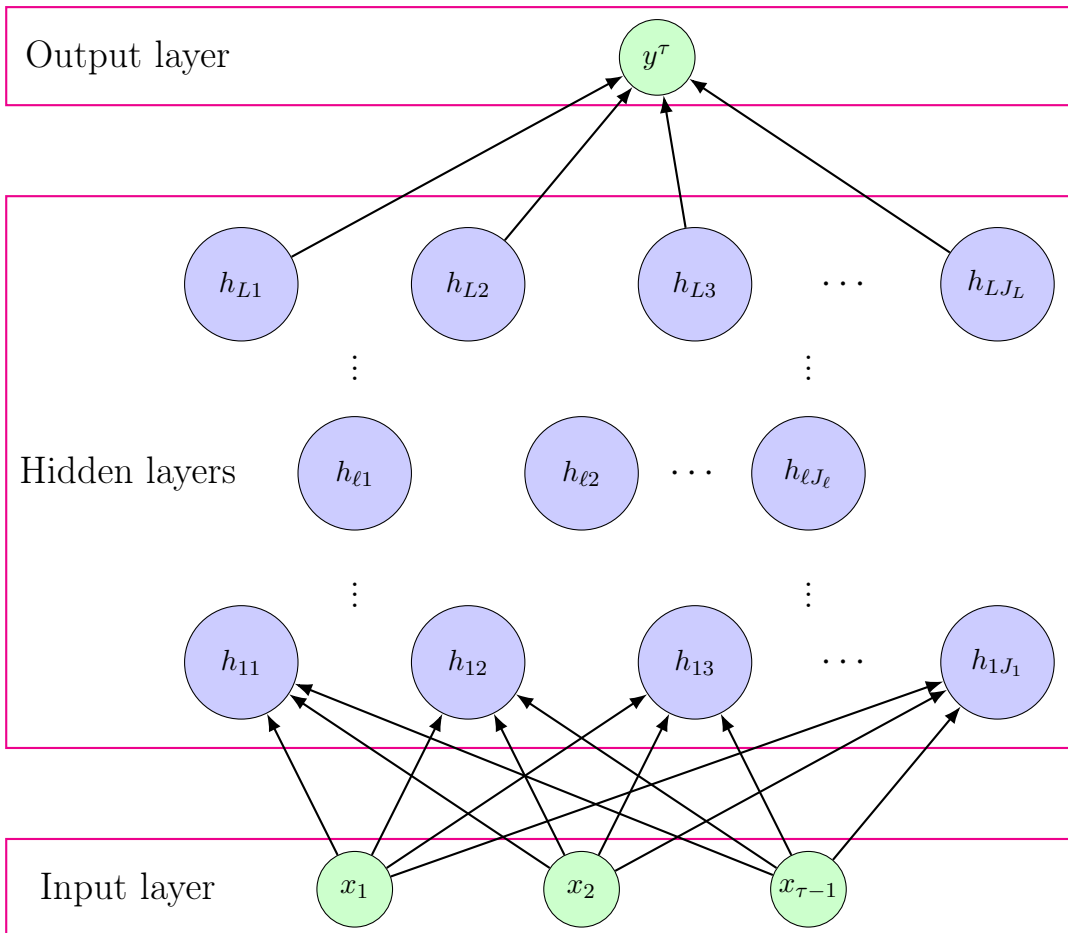 Output layer y^τ
h_{L1} h_{L2} h_{L3} ··· h_{LJ_L}
⋮ ⋮
Hidden layers h_{ℓ1} h_{ℓ2} ··· h_{ℓJ_ℓ}
⋮ ⋮
h_{11} h_{12} h_{13} ··· h_{1J_1}
Input layer x_1 x_2 x_{τ−1}